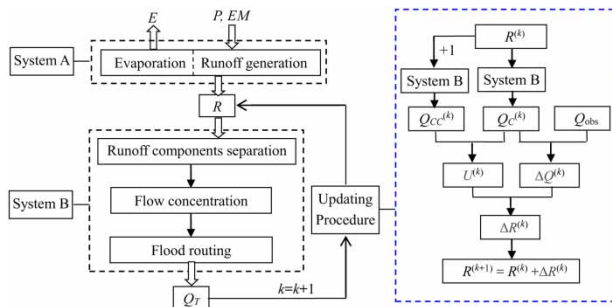 E
P, EM
System A
Evaporation
Runoff generation
R
Runoff components separation
System B
Flow concentration
Flood routing
Q_T
k=k+1
Updating
Procedure
R^(k)
+1
System B
System B
Q_CC^(k)
Q_C^(k)
Q_obs
U^(k)
ΔQ^(k)
ΔR^(k)
R^(k+1) = R^(k) + ΔR^(k)